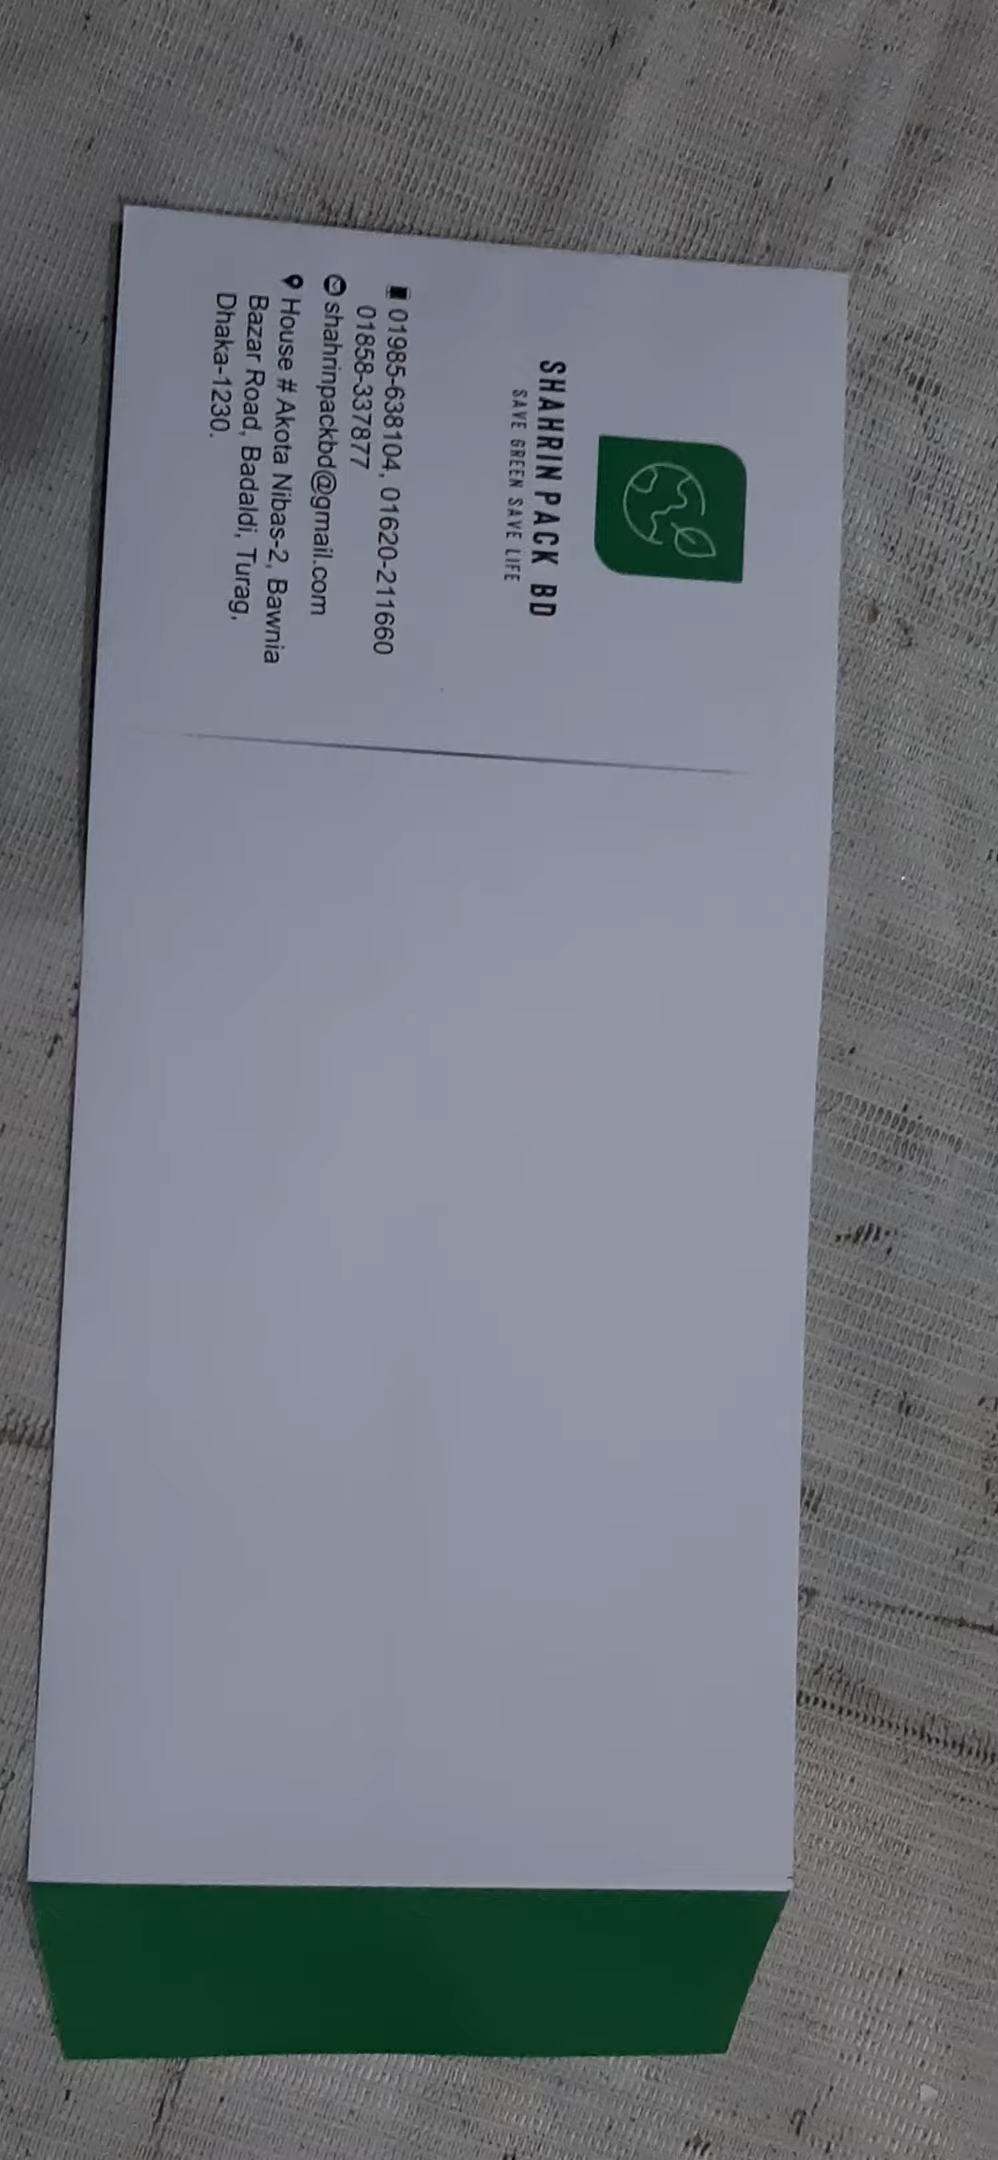 SHAHRIN PACK BD
SAVE GREEN SAVE LIFE
01985-638104, 01620-211660
01858-337877
shahrinpackbd@gmail.com
House # Akota Nibas-2, Bawnia
Bazar Road, Badaldi, Turag,
Dhaka-1230.